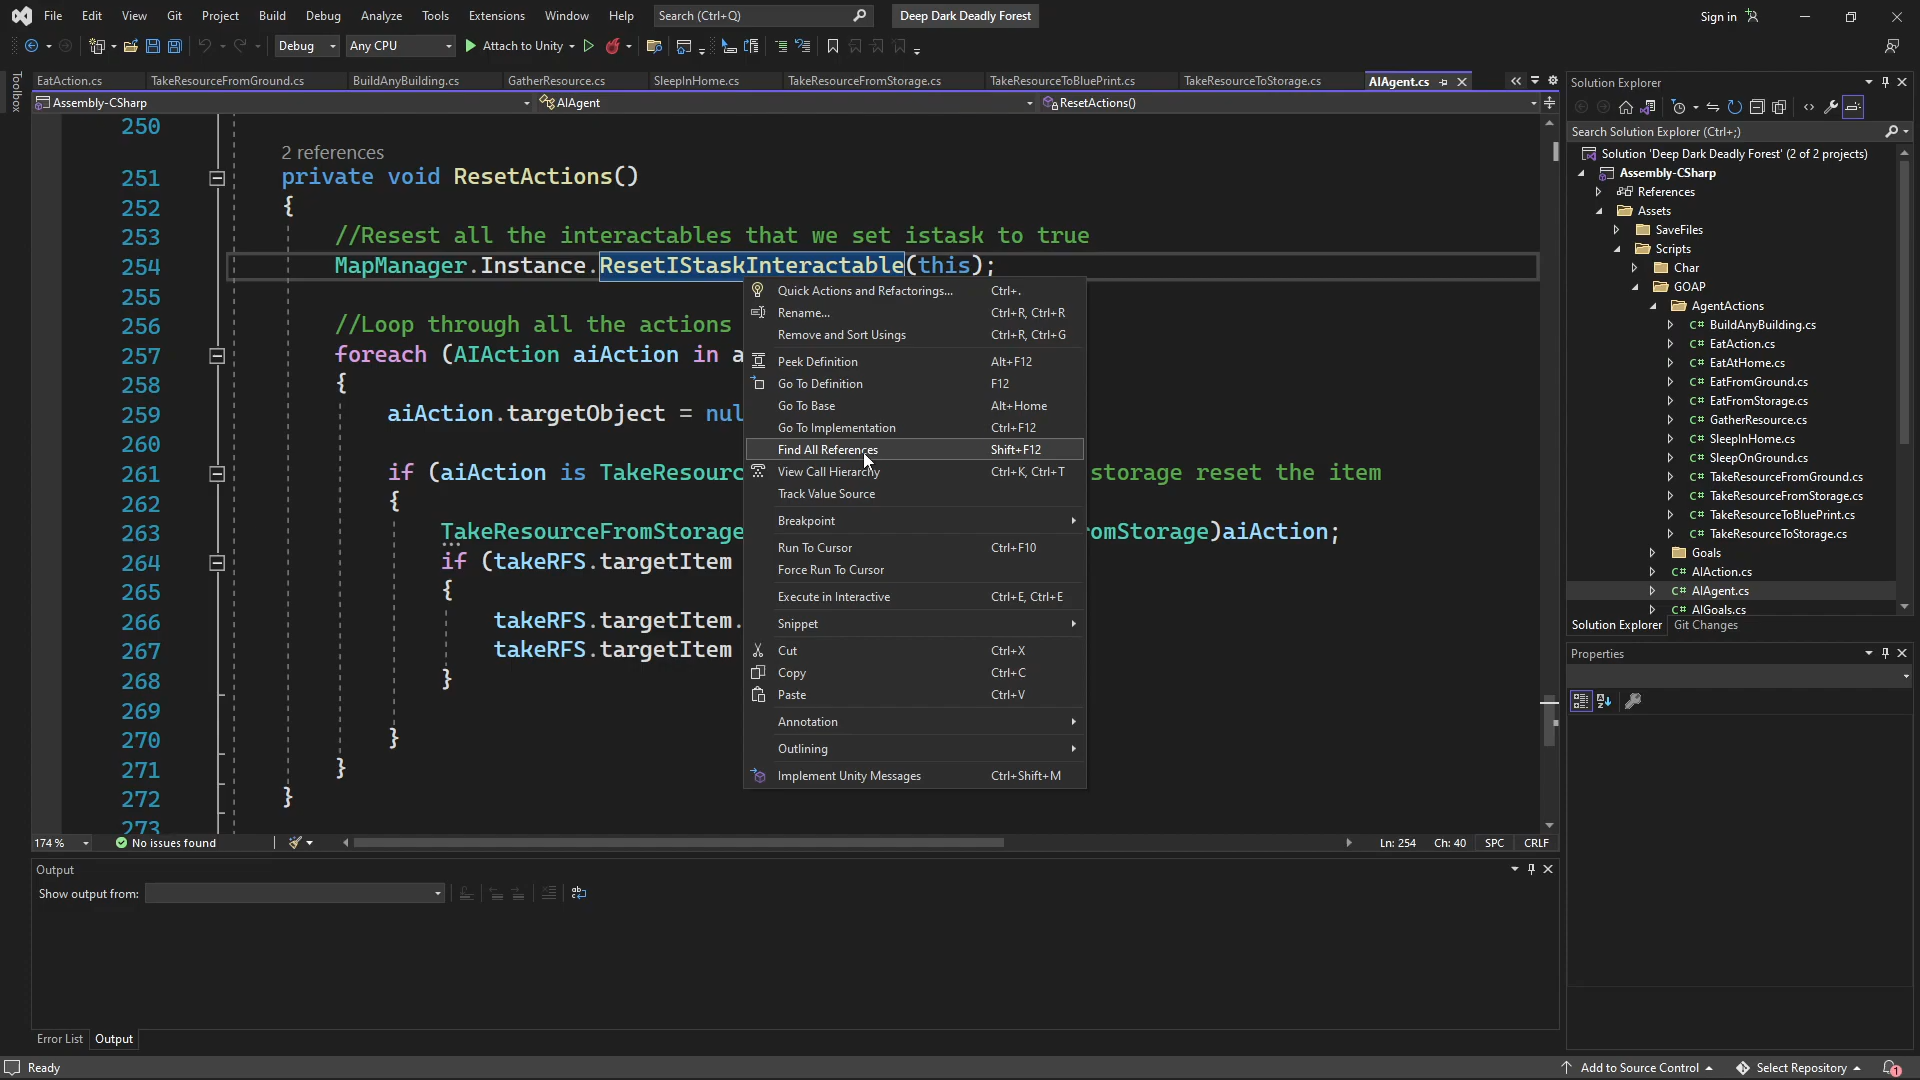 File Edit View Git Project Build Debug Analyze Tools Extensions Window Help Search (Ctrl+Q) Deep Dark Deadly Forest Sign in
Debug Any CPU Attach to Unity
Toolbox
EatAction.cs TakeResourceFromGround.cs BuildAnyBuilding.cs GatherResource.cs SleepInHome.cs TakeResourceFromStorage.cs TakeResourceToBluePrint.cs TakeResourceToStorage.cs AIAgent.cs
Assembly-CSharp AIAgent ResetActions()
250
2 references
251 private void ResetActions()
252 {
253 //Resest all the interactables that we set istask to true
254 MapManager.Instance.ResetIStaskInteractable(this);
255
256 //Loop through all the actions
257 foreach (AIAction aiAction in a
258 {
259 aiAction.targetObject = nul
260
261 if (aiAction is TakeResourc storage reset the item
262 {
263 TakeResourceFromStorage omStorage)aiAction;
264 if (takeRFS.targetItem
265 {
266 takeRFS.targetItem.
267 takeRFS.targetItem
268 }
269
270 }
271 }
272 }
273
Quick Actions and Refactorings... Ctrl+.
Rename... Ctrl+R, Ctrl+R
Remove and Sort Usings Ctrl+R, Ctrl+G
Peek Definition Alt+F12
Go To Definition F12
Go To Base Alt+Home
Go To Implementation Ctrl+F12
Find All References Shift+F12
View Call Hierarchy Ctrl+K, Ctrl+T
Track Value Source
Breakpoint
Run To Cursor Ctrl+F10
Force Run To Cursor
Execute in Interactive Ctrl+E, Ctrl+E
Snippet
Cut Ctrl+X
Copy Ctrl+C
Paste Ctrl+V
Annotation
Outlining
Implement Unity Messages Ctrl+Shift+M
174 % No issues found Ln: 254 Ch: 40 SPC CRLF
Output
Show output from:
Error List Output
Solution Explorer
Search Solution Explorer (Ctrl+;)
Solution 'Deep Dark Deadly Forest' (2 of 2 projects)
Assembly-CSharp
References
Assets
SaveFiles
Scripts
Char
GOAP
AgentActions
C# BuildAnyBuilding.cs
C# EatAction.cs
C# EatAtHome.cs
C# EatFromGround.cs
C# EatFromStorage.cs
C# GatherResource.cs
C# SleepInHome.cs
C# SleepOnGround.cs
C# TakeResourceFromGround.cs
C# TakeResourceFromStorage.cs
C# TakeResourceToBluePrint.cs
C# TakeResourceToStorage.cs
Goals
C# AIAction.cs
C# AIAgent.cs
C# AIGoals.cs
Solution Explorer Git Changes
Properties
Ready Add to Source Control Select Repository 1